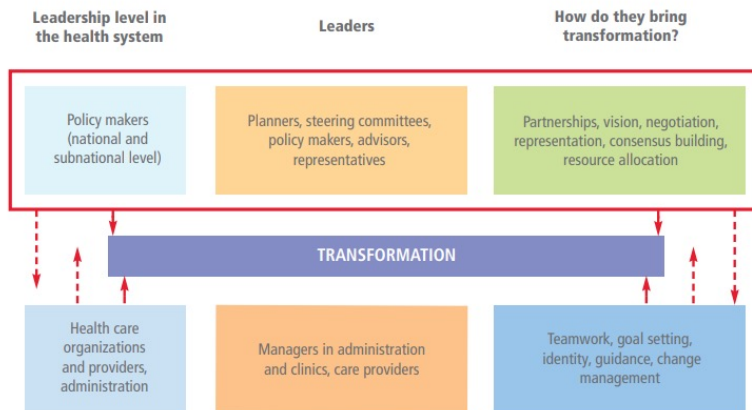 Leadership level in
the health system
Leaders
How do they bring
transformation?
Policy makers
(national and
subnational level)
Planners, steering committees,
policy makers, advisors,
representatives
Partnerships, vision, negotiation,
representation, consensus building,
resource allocation
TRANSFORMATION
Health care
organizations
and providers,
administration
Managers in administration
and clinics, care providers
Teamwork, goal setting,
identity, guidance, change
management